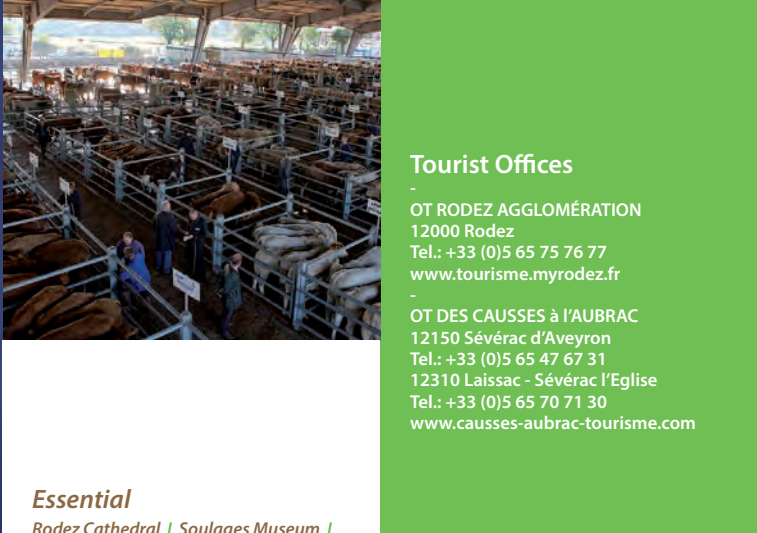 Tourist Offices
-
OT RODEZ AGGLOMÉRATION
12000 Rodez
Tel.: +33 (0)5 65 75 76 77
www.tourisme.myrodez.fr
-
OT DES CAUSSES à l’AUBRAC
12150 Sévérac d’Aveyron
Tel.: +33 (0)5 65 47 67 31
12310 Laissac - Sévérac l’Eglise
Tel.: +33 (0)5 65 70 71 30
www.causses-aubrac-tourisme.com
Essential
Rodez Cathedral I Soulages Museum I